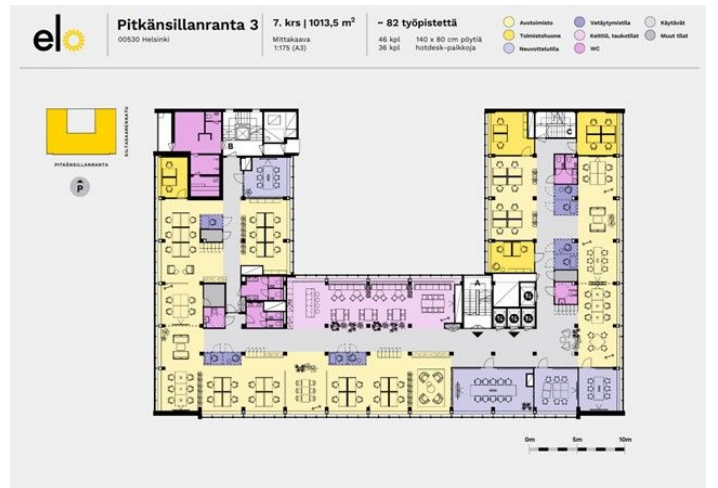 elo
Pitkänsillanranta 3
00530 Helsinki
7. krs | 1013,5 m²
Mittakaava
1:175 (A3)
~ 82 työpistettä
46 kpl 140 x 80 cm pöytiä
36 kpl hotdesk-paikkoja
Avotoimisto
Toimistohuone
Neuvottelutila
Vetäytymistila
Keittiö, taukotilat
WC
Käytävät
Muut tilat
SILTASAARENKATU
PITKÄNSILLANRANTA
P
B
C
A
0m 5m 10m